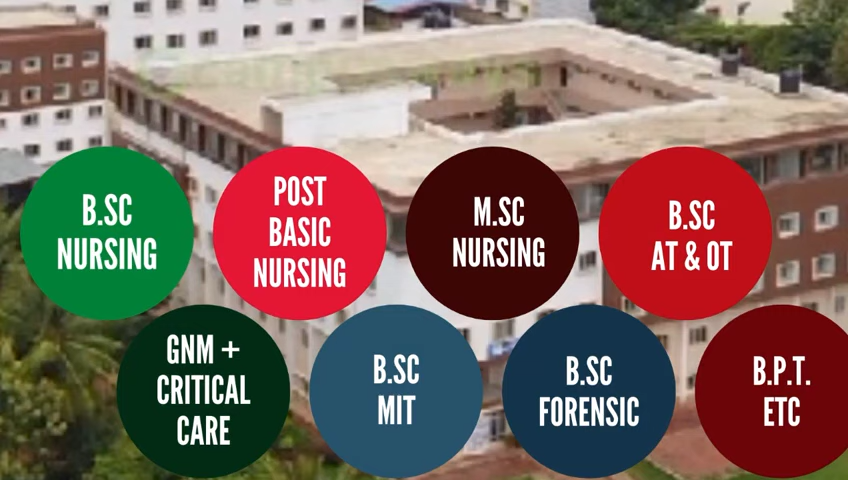 B.SC
NURSING
POST
BASIC
NURSING
M.SC
NURSING
B.SC
AT & OT
GNM +
CRITICAL
CARE
B.SC
MIT
B.SC
FORENSIC
B.P.T.
ETC